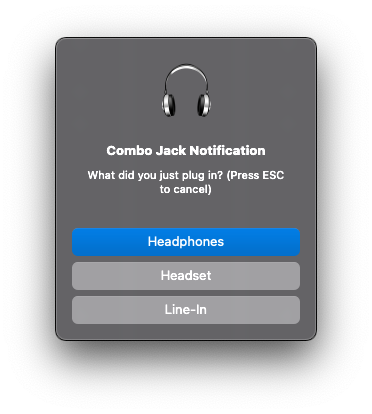 Combo Jack Notification
What did you just plug in? (Press ESC
to cancel)
Headphones
Headset
Line-In